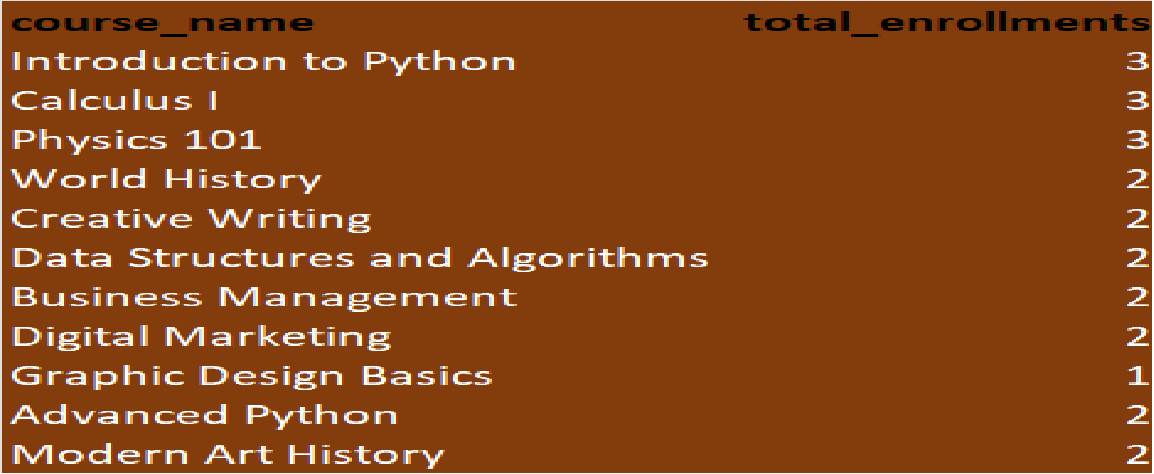 course_name total_enrollments
Introduction to Python 3
Calculus I 3
Physics 101 3
World History 2
Creative Writing 2
Data Structures and Algorithms 2
Business Management 2
Digital Marketing 2
Graphic Design Basics 1
Advanced Python 2
Modern Art History 2